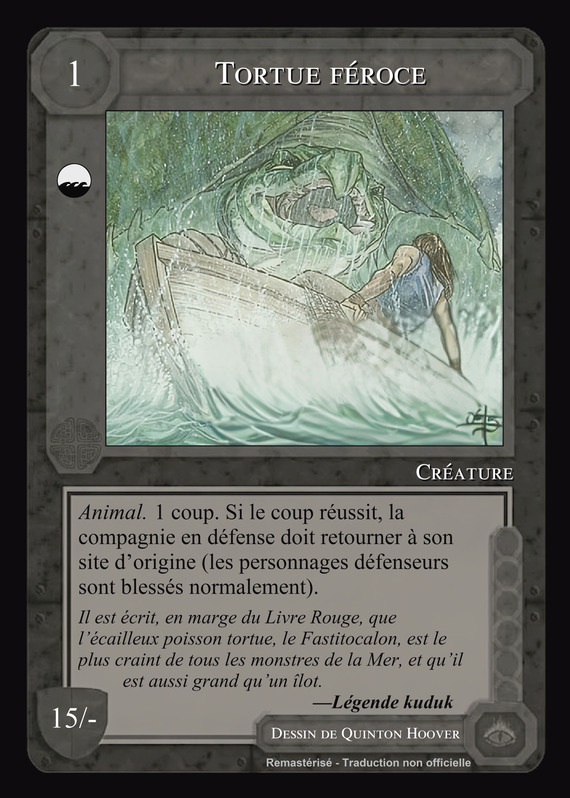 1
Tortue féroce
Créature
Animal. 1 coup. Si le coup réussit, la
compagnie en défense doit retourner à son
site d'origine (les personnages défenseurs
sont blessés normalement).
Il est écrit, en marge du Livre Rouge, que
l'écailleux poisson tortue, le Fastitocalon, est le
plus craint de tous les monstres de la Mer, et qu'il
est aussi grand qu'un îlot.
—Légende kuduk
15/-
Dessin de Quinton Hoover
Remastérisé - Traduction non officielle